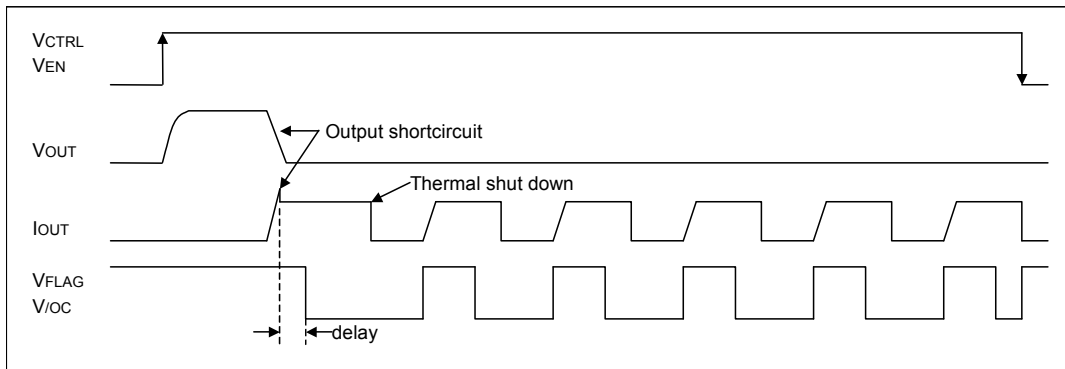 VCTRL
VEN
VOUT
Output shortcircuit
Thermal shut down
IOUT
VFLAG
V/OC
delay